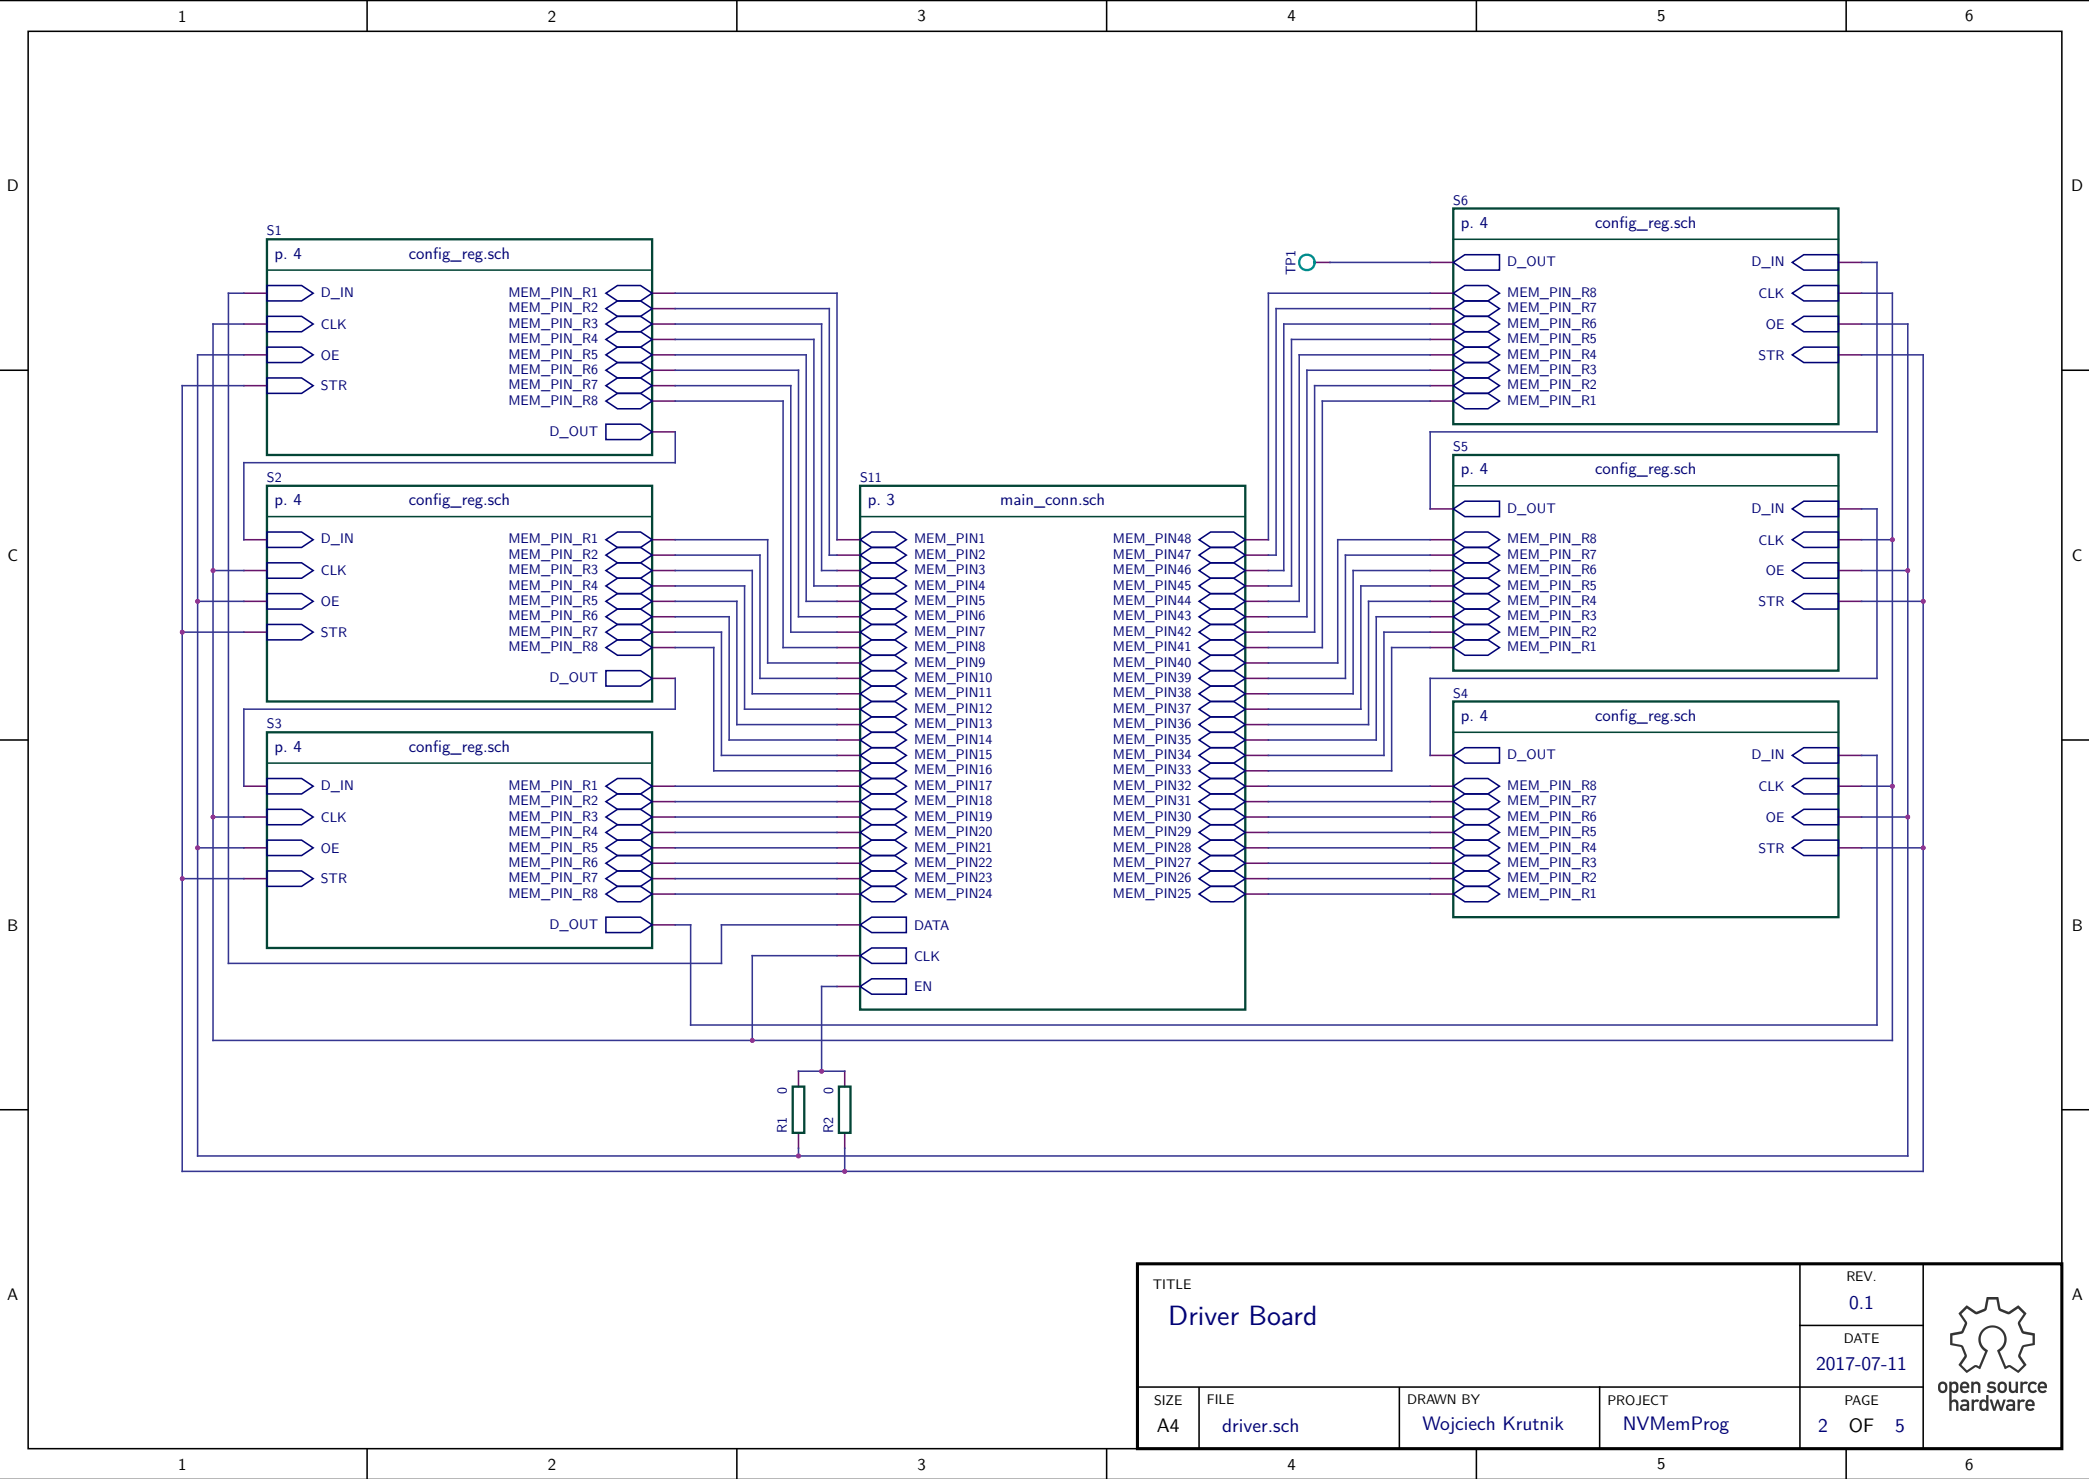 1 2 3 4 5 6
D
C
B
A
S1
p. 4 config_reg.sch
D_IN
CLK
OE
STR
MEM_PIN_R1
MEM_PIN_R2
MEM_PIN_R3
MEM_PIN_R4
MEM_PIN_R5
MEM_PIN_R6
MEM_PIN_R7
MEM_PIN_R8
D_OUT
S2
p. 4 config_reg.sch
D_IN
CLK
OE
STR
MEM_PIN_R1
MEM_PIN_R2
MEM_PIN_R3
MEM_PIN_R4
MEM_PIN_R5
MEM_PIN_R6
MEM_PIN_R7
MEM_PIN_R8
D_OUT
S3
p. 4 config_reg.sch
D_IN
CLK
OE
STR
MEM_PIN_R1
MEM_PIN_R2
MEM_PIN_R3
MEM_PIN_R4
MEM_PIN_R5
MEM_PIN_R6
MEM_PIN_R7
MEM_PIN_R8
D_OUT
S11
p. 3 main_conn.sch
MEM_PIN1
MEM_PIN2
MEM_PIN3
MEM_PIN4
MEM_PIN5
MEM_PIN6
MEM_PIN7
MEM_PIN8
MEM_PIN9
MEM_PIN10
MEM_PIN11
MEM_PIN12
MEM_PIN13
MEM_PIN14
MEM_PIN15
MEM_PIN16
MEM_PIN17
MEM_PIN18
MEM_PIN19
MEM_PIN20
MEM_PIN21
MEM_PIN22
MEM_PIN23
MEM_PIN24
DATA
CLK
EN
MEM_PIN48
MEM_PIN47
MEM_PIN46
MEM_PIN45
MEM_PIN44
MEM_PIN43
MEM_PIN42
MEM_PIN41
MEM_PIN40
MEM_PIN39
MEM_PIN38
MEM_PIN37
MEM_PIN36
MEM_PIN35
MEM_PIN34
MEM_PIN33
MEM_PIN32
MEM_PIN31
MEM_PIN30
MEM_PIN29
MEM_PIN28
MEM_PIN27
MEM_PIN26
MEM_PIN25
R1 0
R2 0
TP1
S6
p. 4 config_reg.sch
D_OUT
MEM_PIN_R8
MEM_PIN_R7
MEM_PIN_R6
MEM_PIN_R5
MEM_PIN_R4
MEM_PIN_R3
MEM_PIN_R2
MEM_PIN_R1
D_IN
CLK
OE
STR
S5
p. 4 config_reg.sch
D_OUT
MEM_PIN_R8
MEM_PIN_R7
MEM_PIN_R6
MEM_PIN_R5
MEM_PIN_R4
MEM_PIN_R3
MEM_PIN_R2
MEM_PIN_R1
D_IN
CLK
OE
STR
S4
p. 4 config_reg.sch
D_OUT
MEM_PIN_R8
MEM_PIN_R7
MEM_PIN_R6
MEM_PIN_R5
MEM_PIN_R4
MEM_PIN_R3
MEM_PIN_R2
MEM_PIN_R1
D_IN
CLK
OE
STR
D
C
B
A
TITLE
Driver Board
REV.
0.1
DATE
2017-07-11
SIZE
A4
FILE
driver.sch
DRAWN BY
Wojciech Krutnik
PROJECT
NVMemProg
PAGE
2 OF 5
open source
hardware
1 2 3 4 5 6